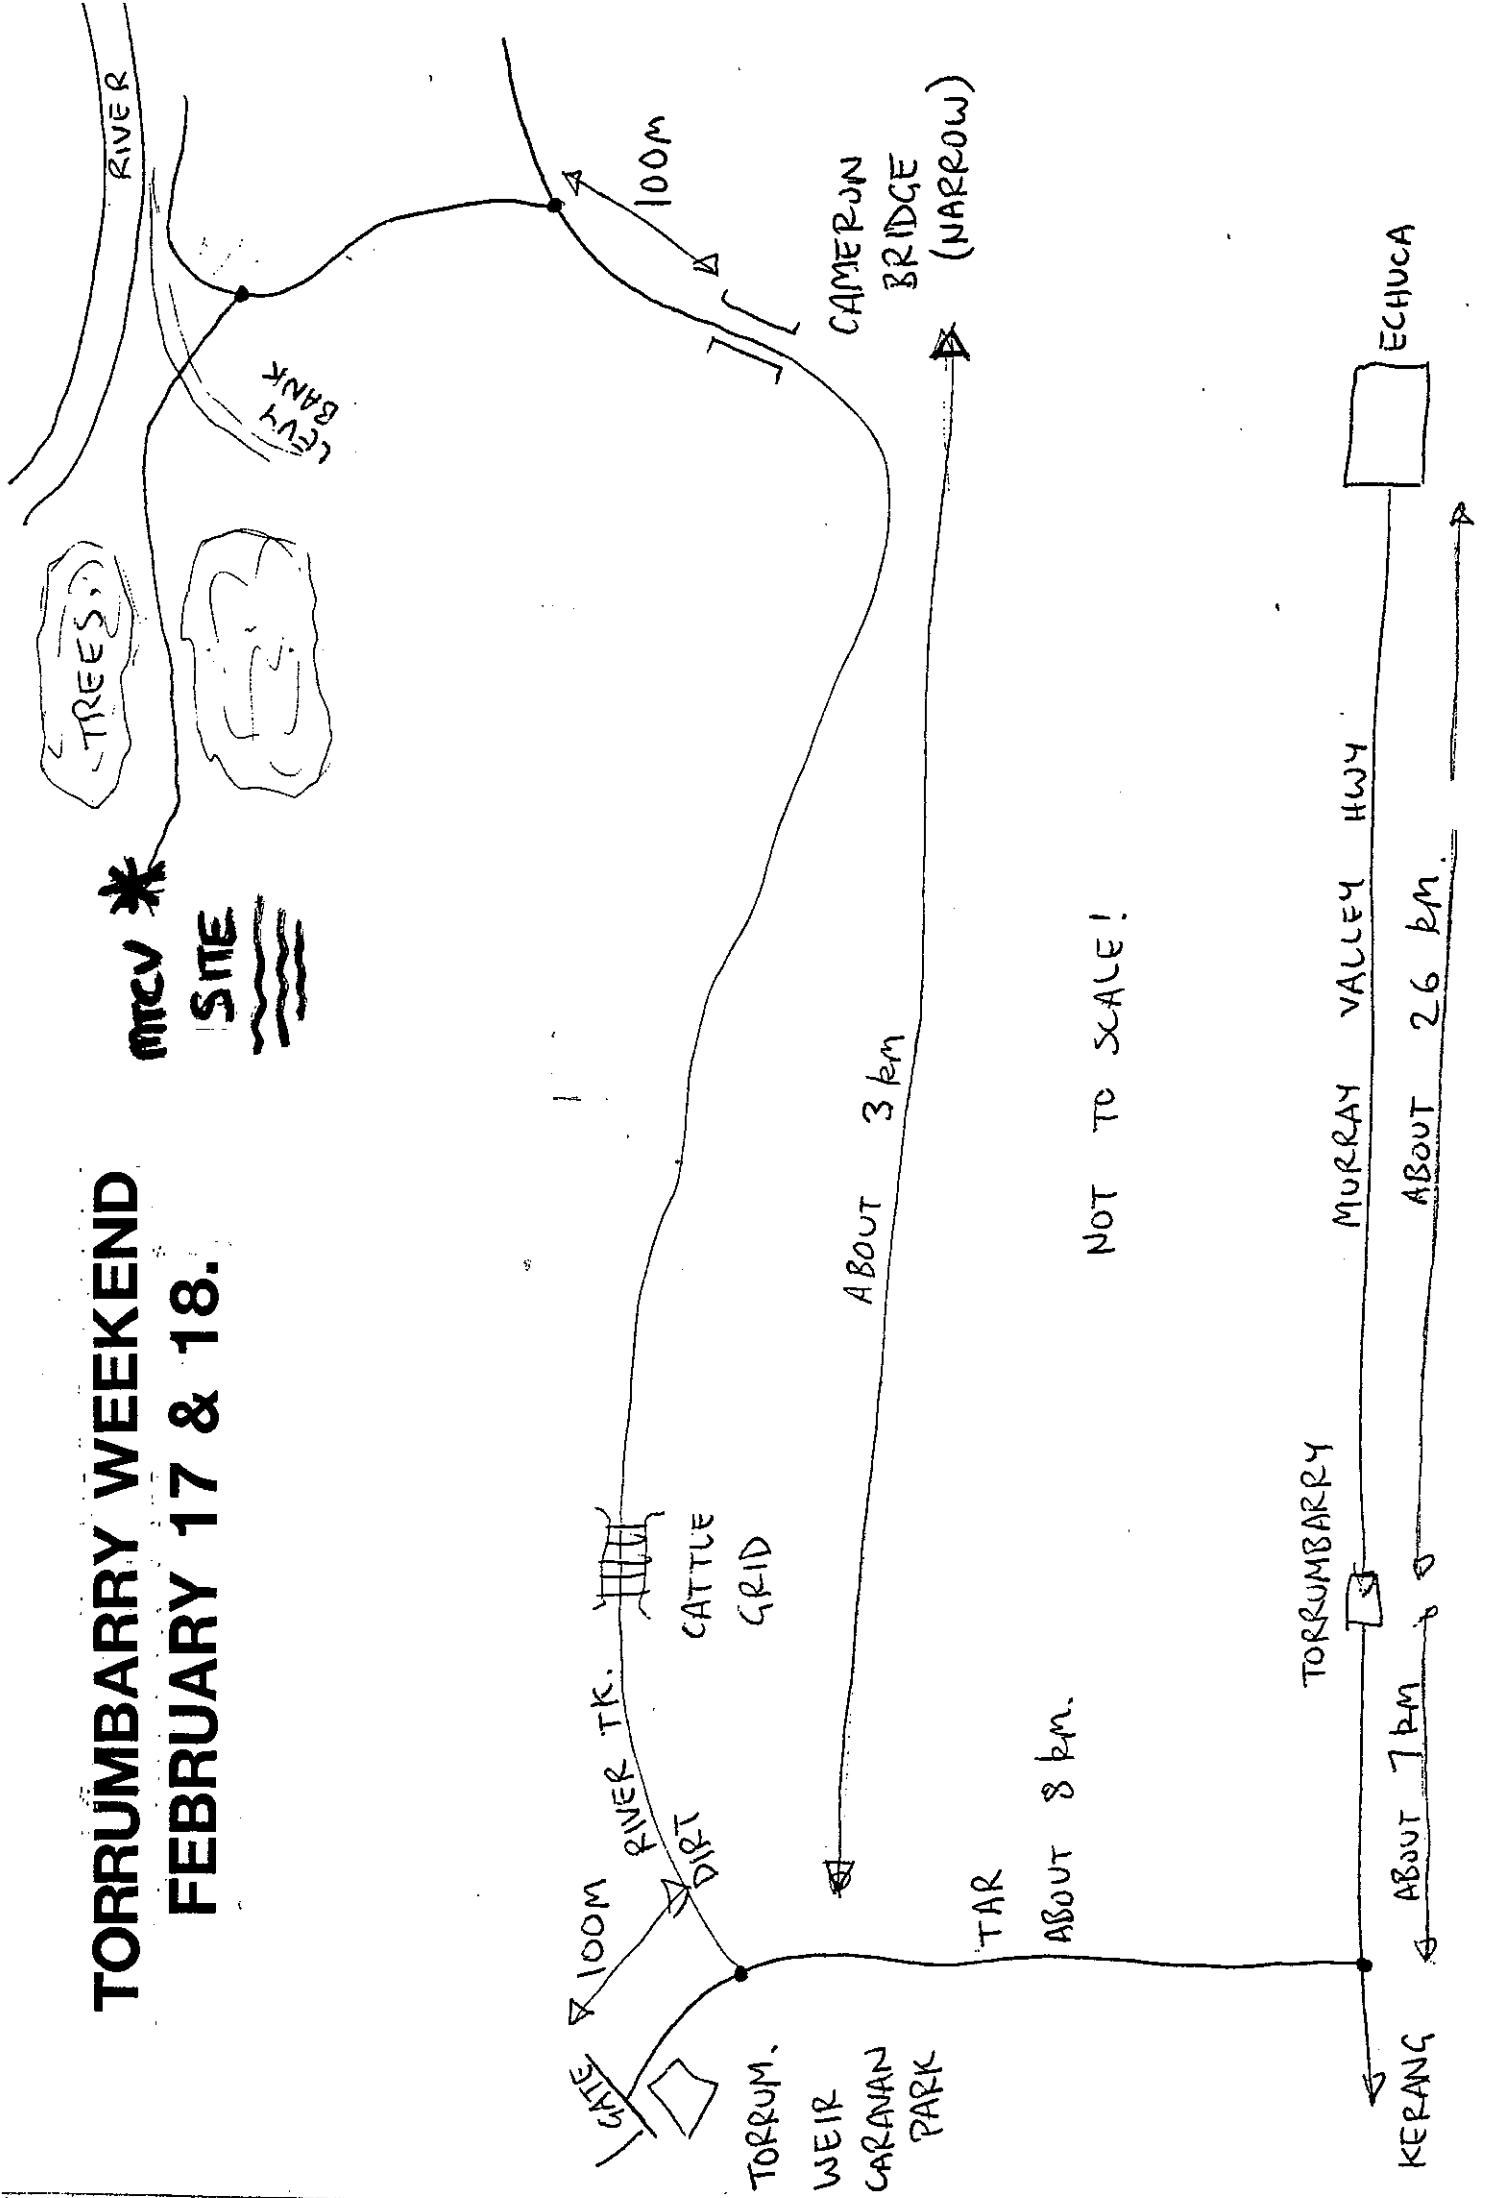 TORRUMBARRY WEEKEND
FEBRUARY 17 & 18.
MTCV
SITE
TREES.
RIVER
LEVY
BANK
100M
CAMERON
BRIDGE
(NARROW)
GATE
100M
RIVER TK.
DIRT
CATTLE
GRID
ABOUT 3 km
TORRUM.
WEIR
CARAVAN
PARK
TAR
ABOUT 8 km.
NOT TO SCALE!
TORRUMBARRY
MURRAY VALLEY HWY
ECHUCA
KERANG
ABOUT 7 km
ABOUT 26 km.